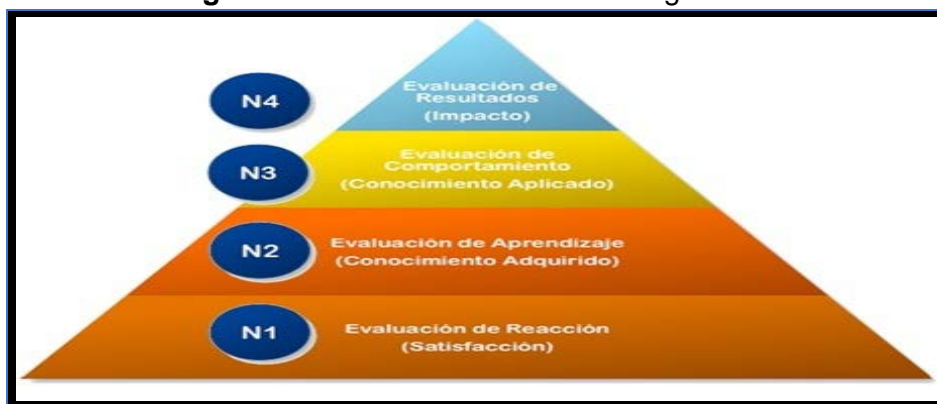 N4
Evaluación de
Resultados
(Impacto)
N3
Evaluación de
Comportamiento
(Conocimiento Aplicado)
N2
Evaluación de Aprendizaje
(Conocimiento Adquirido)
N1
Evaluación de Reacción
(Satisfacción)